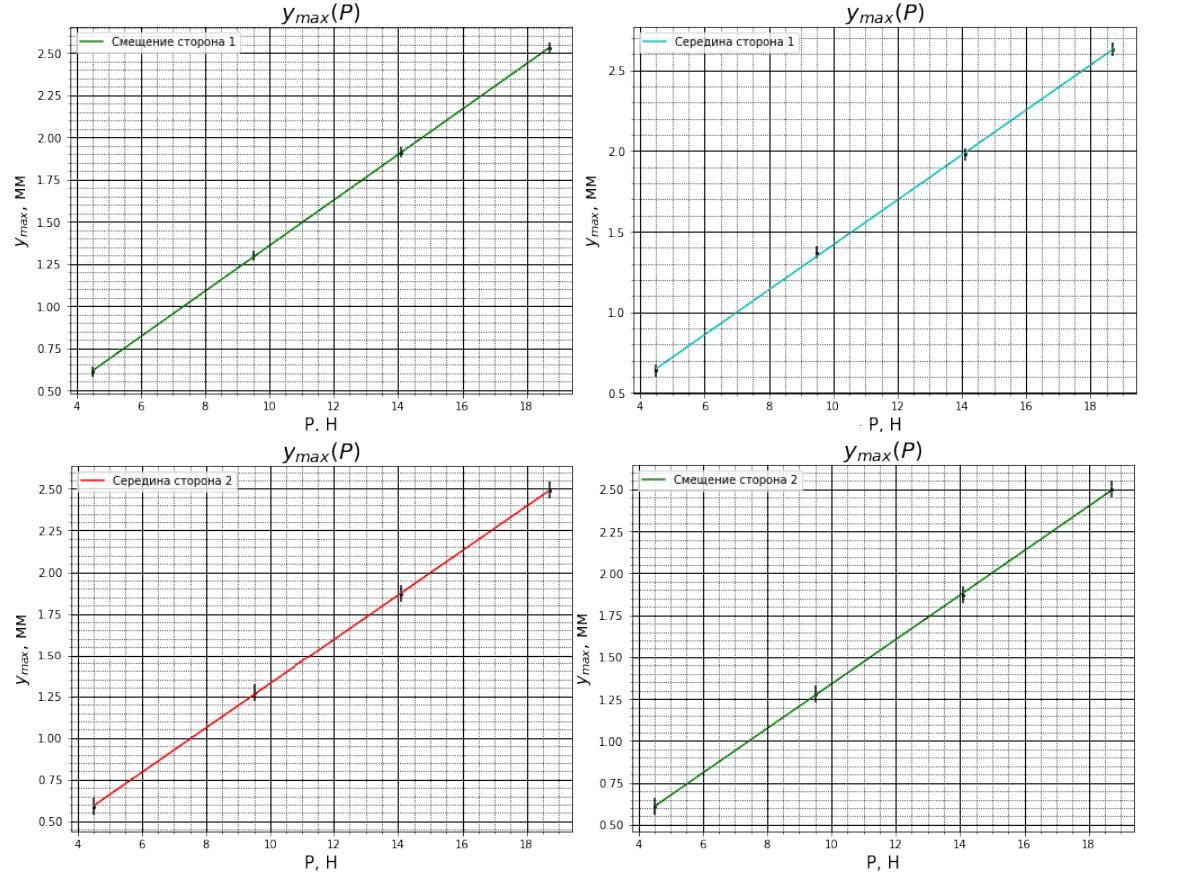 y_max(P)
Смещение сторона 1
2.50
2.25
2.00
1.75
1.50
1.25
1.00
0.75
0.50
y_max, мм
4 6 8 10 12 14 16 18
P. Н
y_max(P)
Середина сторона 1
2.5
2.0
1.5
1.0
0.5
y_max, мм
4 6 8 10 12 14 16 18
P, Н
y_max(P)
Середина сторона 2
2.50
2.25
2.00
1.75
1.50
1.25
1.00
0.75
0.50
y_max, мм
4 6 8 10 12 14 16 18
P, Н
y_max(P)
Смещение сторона 2
2.50
2.25
2.00
1.75
1.50
1.25
1.00
0.75
0.50
y_max, мм
4 6 8 10 12 14 16 18
P, Н